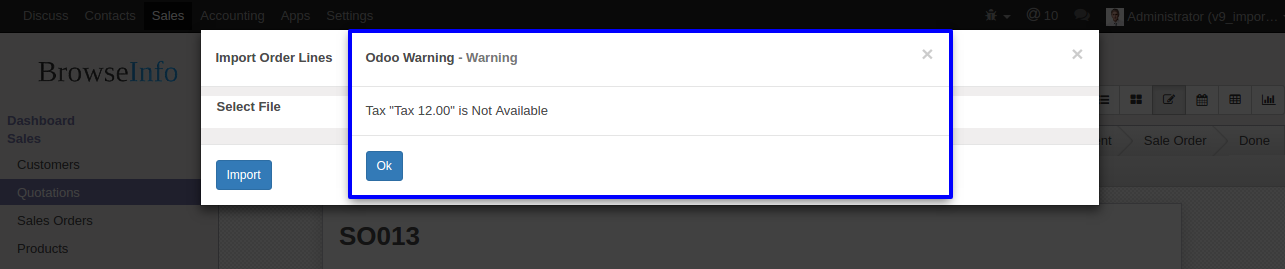 Discuss Contacts Sales Accounting Apps Settings @ 10 Administrator (v9_impor...
BrowseInfo
Import Order Lines
Odoo Warning - Warning × ×
Select File
Tax "Tax 12.00" is Not Available
Import
Ok
Dashboard
Sales
Customers
Quotations
Sales Orders
Products
nt Sale Order Done
SO013